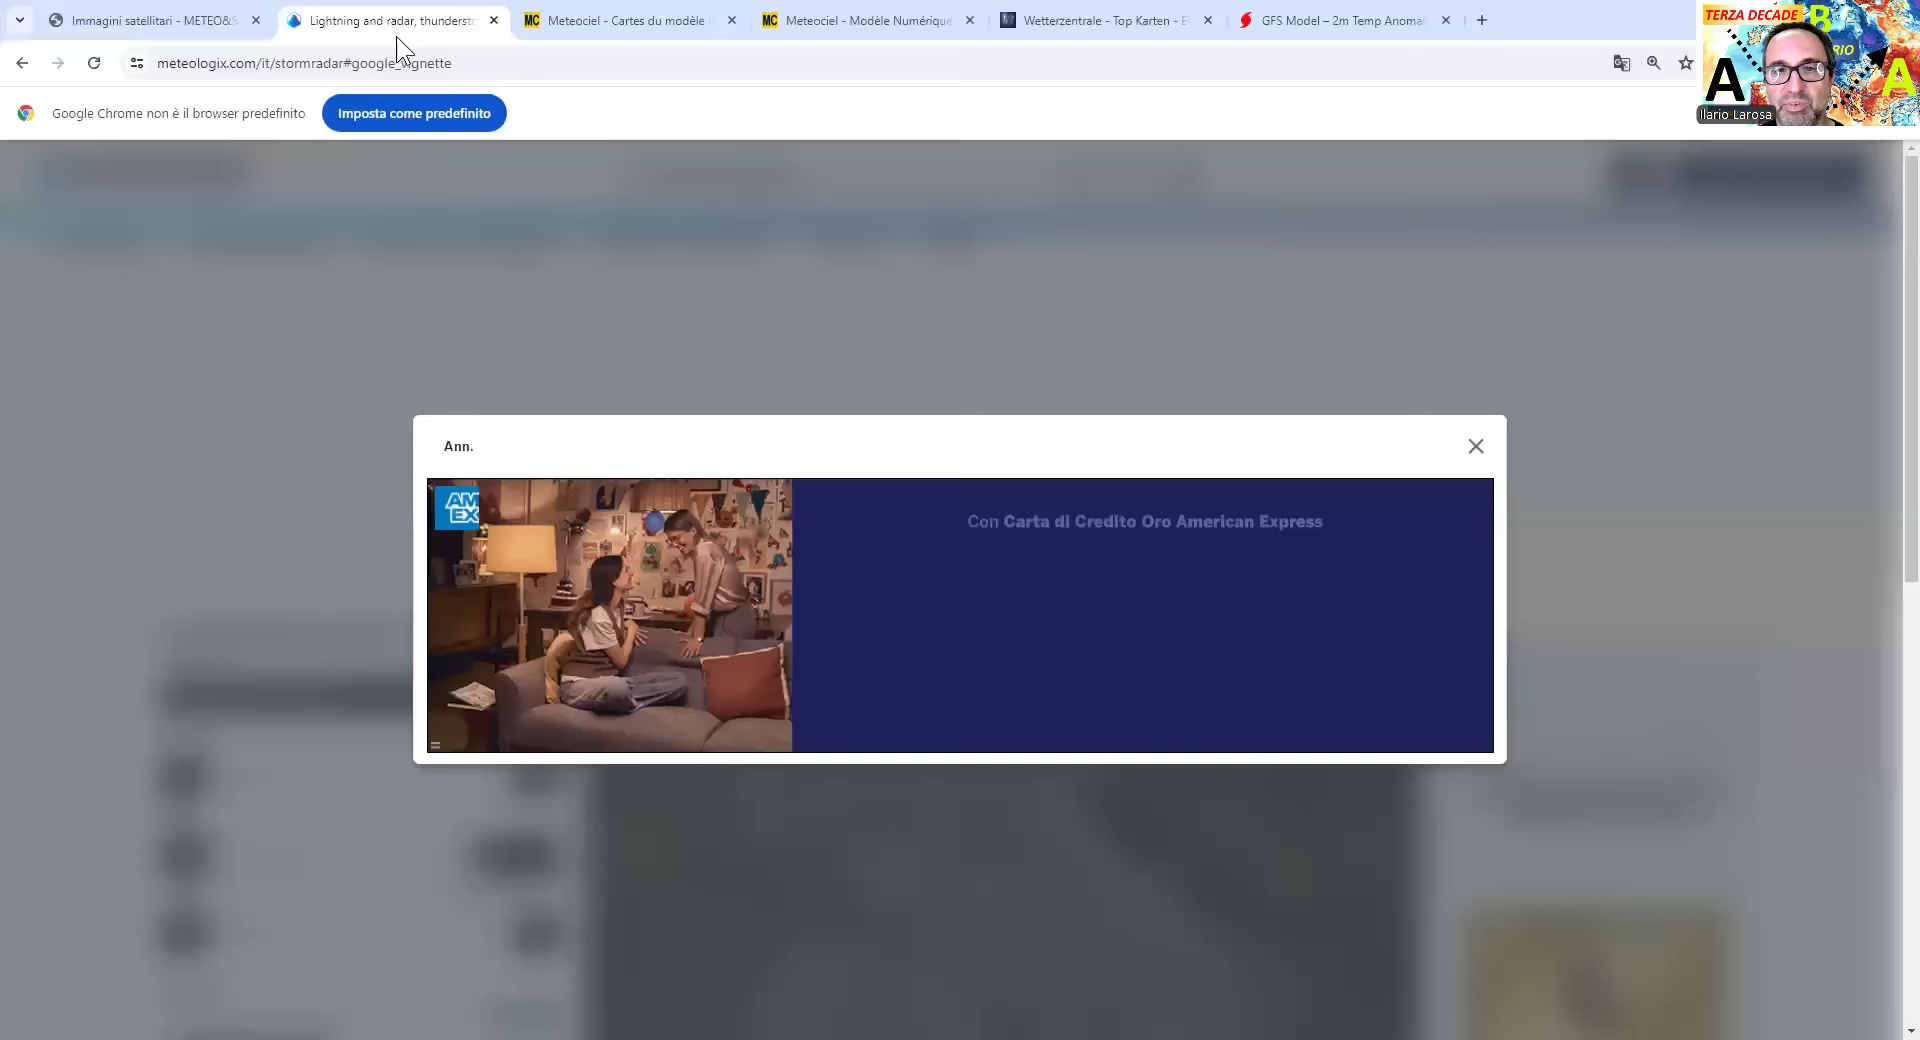 Immagini satellitari - METEO&S
Lightning and radar, thundersto
Meteociel - Cartes du modèle
Meteociel - Modèle Numérique
Wetterzentrale - Top Karten - E
GFS Model – 2m Temp Anomal
meteologix.com/it/stormradar#google_vignette
Google Chrome non è il browser predefinito
Imposta come predefinito
TERZA DECADE
B
RIO
A
A
Ilario Larosa
Ann.
AM
EX
Con Carta di Credito Oro American Express